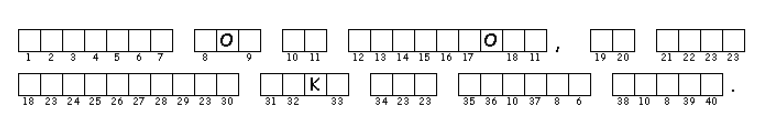 O O ,
1 2 3 4 5 6 7 8 9 10 11 12 13 14 15 16 17 18 11 19 20 21 22 23 23
K .
18 23 24 25 26 27 28 29 23 30 31 32 33 34 23 23 35 36 10 37 8 6 38 10 8 39 40